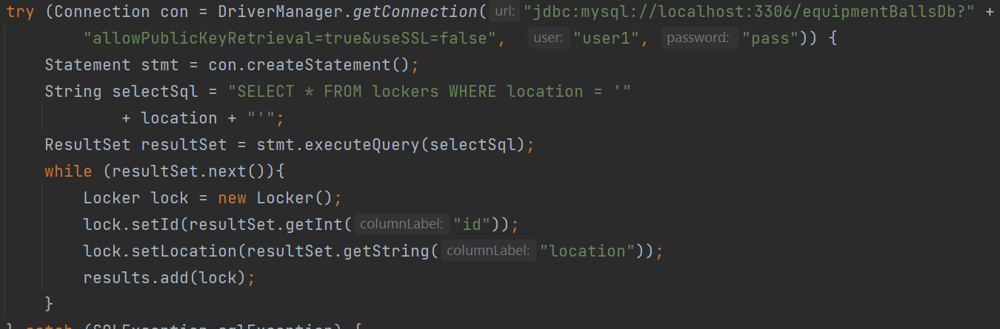 try (Connection con = DriverManager.getConnection( url: "jdbc:mysql://localhost:3306/equipmentBallsDb?" +
        "allowPublicKeyRetrieval=true&useSSL=false",  user: "user1", password: "pass")) {
    Statement stmt = con.createStatement();
    String selectSql = "SELECT * FROM lockers WHERE location = '"
            + location + "'";
    ResultSet resultSet = stmt.executeQuery(selectSql);
    while (resultSet.next()){
        Locker lock = new Locker();
        lock.setId(resultSet.getInt( columnLabel: "id"));
        lock.setLocation(resultSet.getString( columnLabel: "location"));
        results.add(lock);
    }
} catch (SQLException sqlException) {